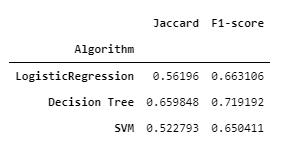 Jaccard F1-score
Algorithm
LogisticRegression 0.56196 0.663106
Decision Tree 0.659848 0.719192
SVM 0.522793 0.650411